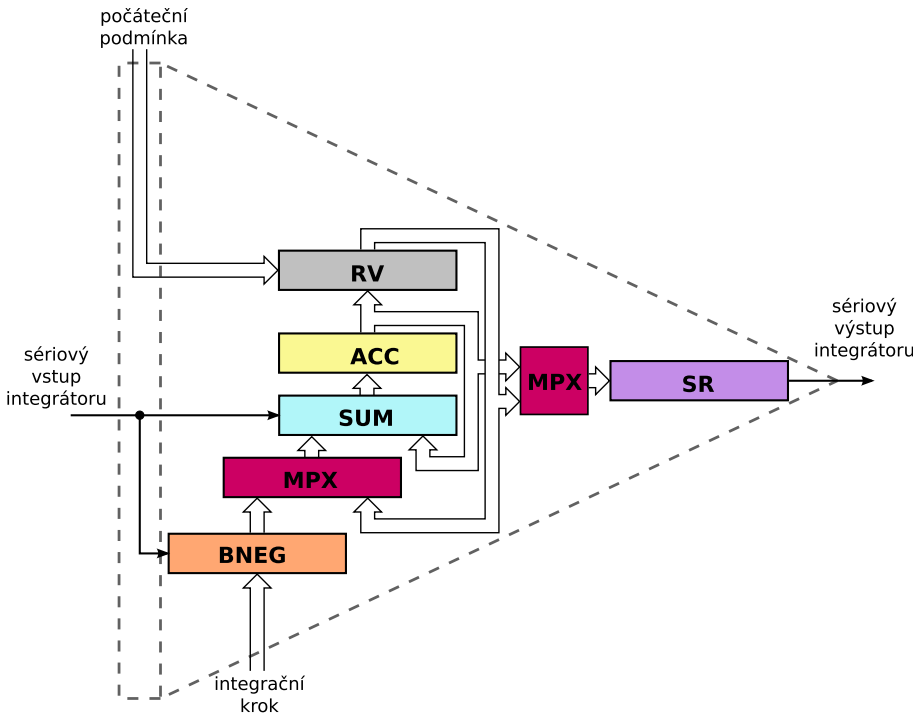 počáteční
podmínka
RV
sériový
výstup
integrátoru
ACC
sériový
vstup
integrátoru
MPX
SR
SUM
MPX
BNEG
integrační
krok